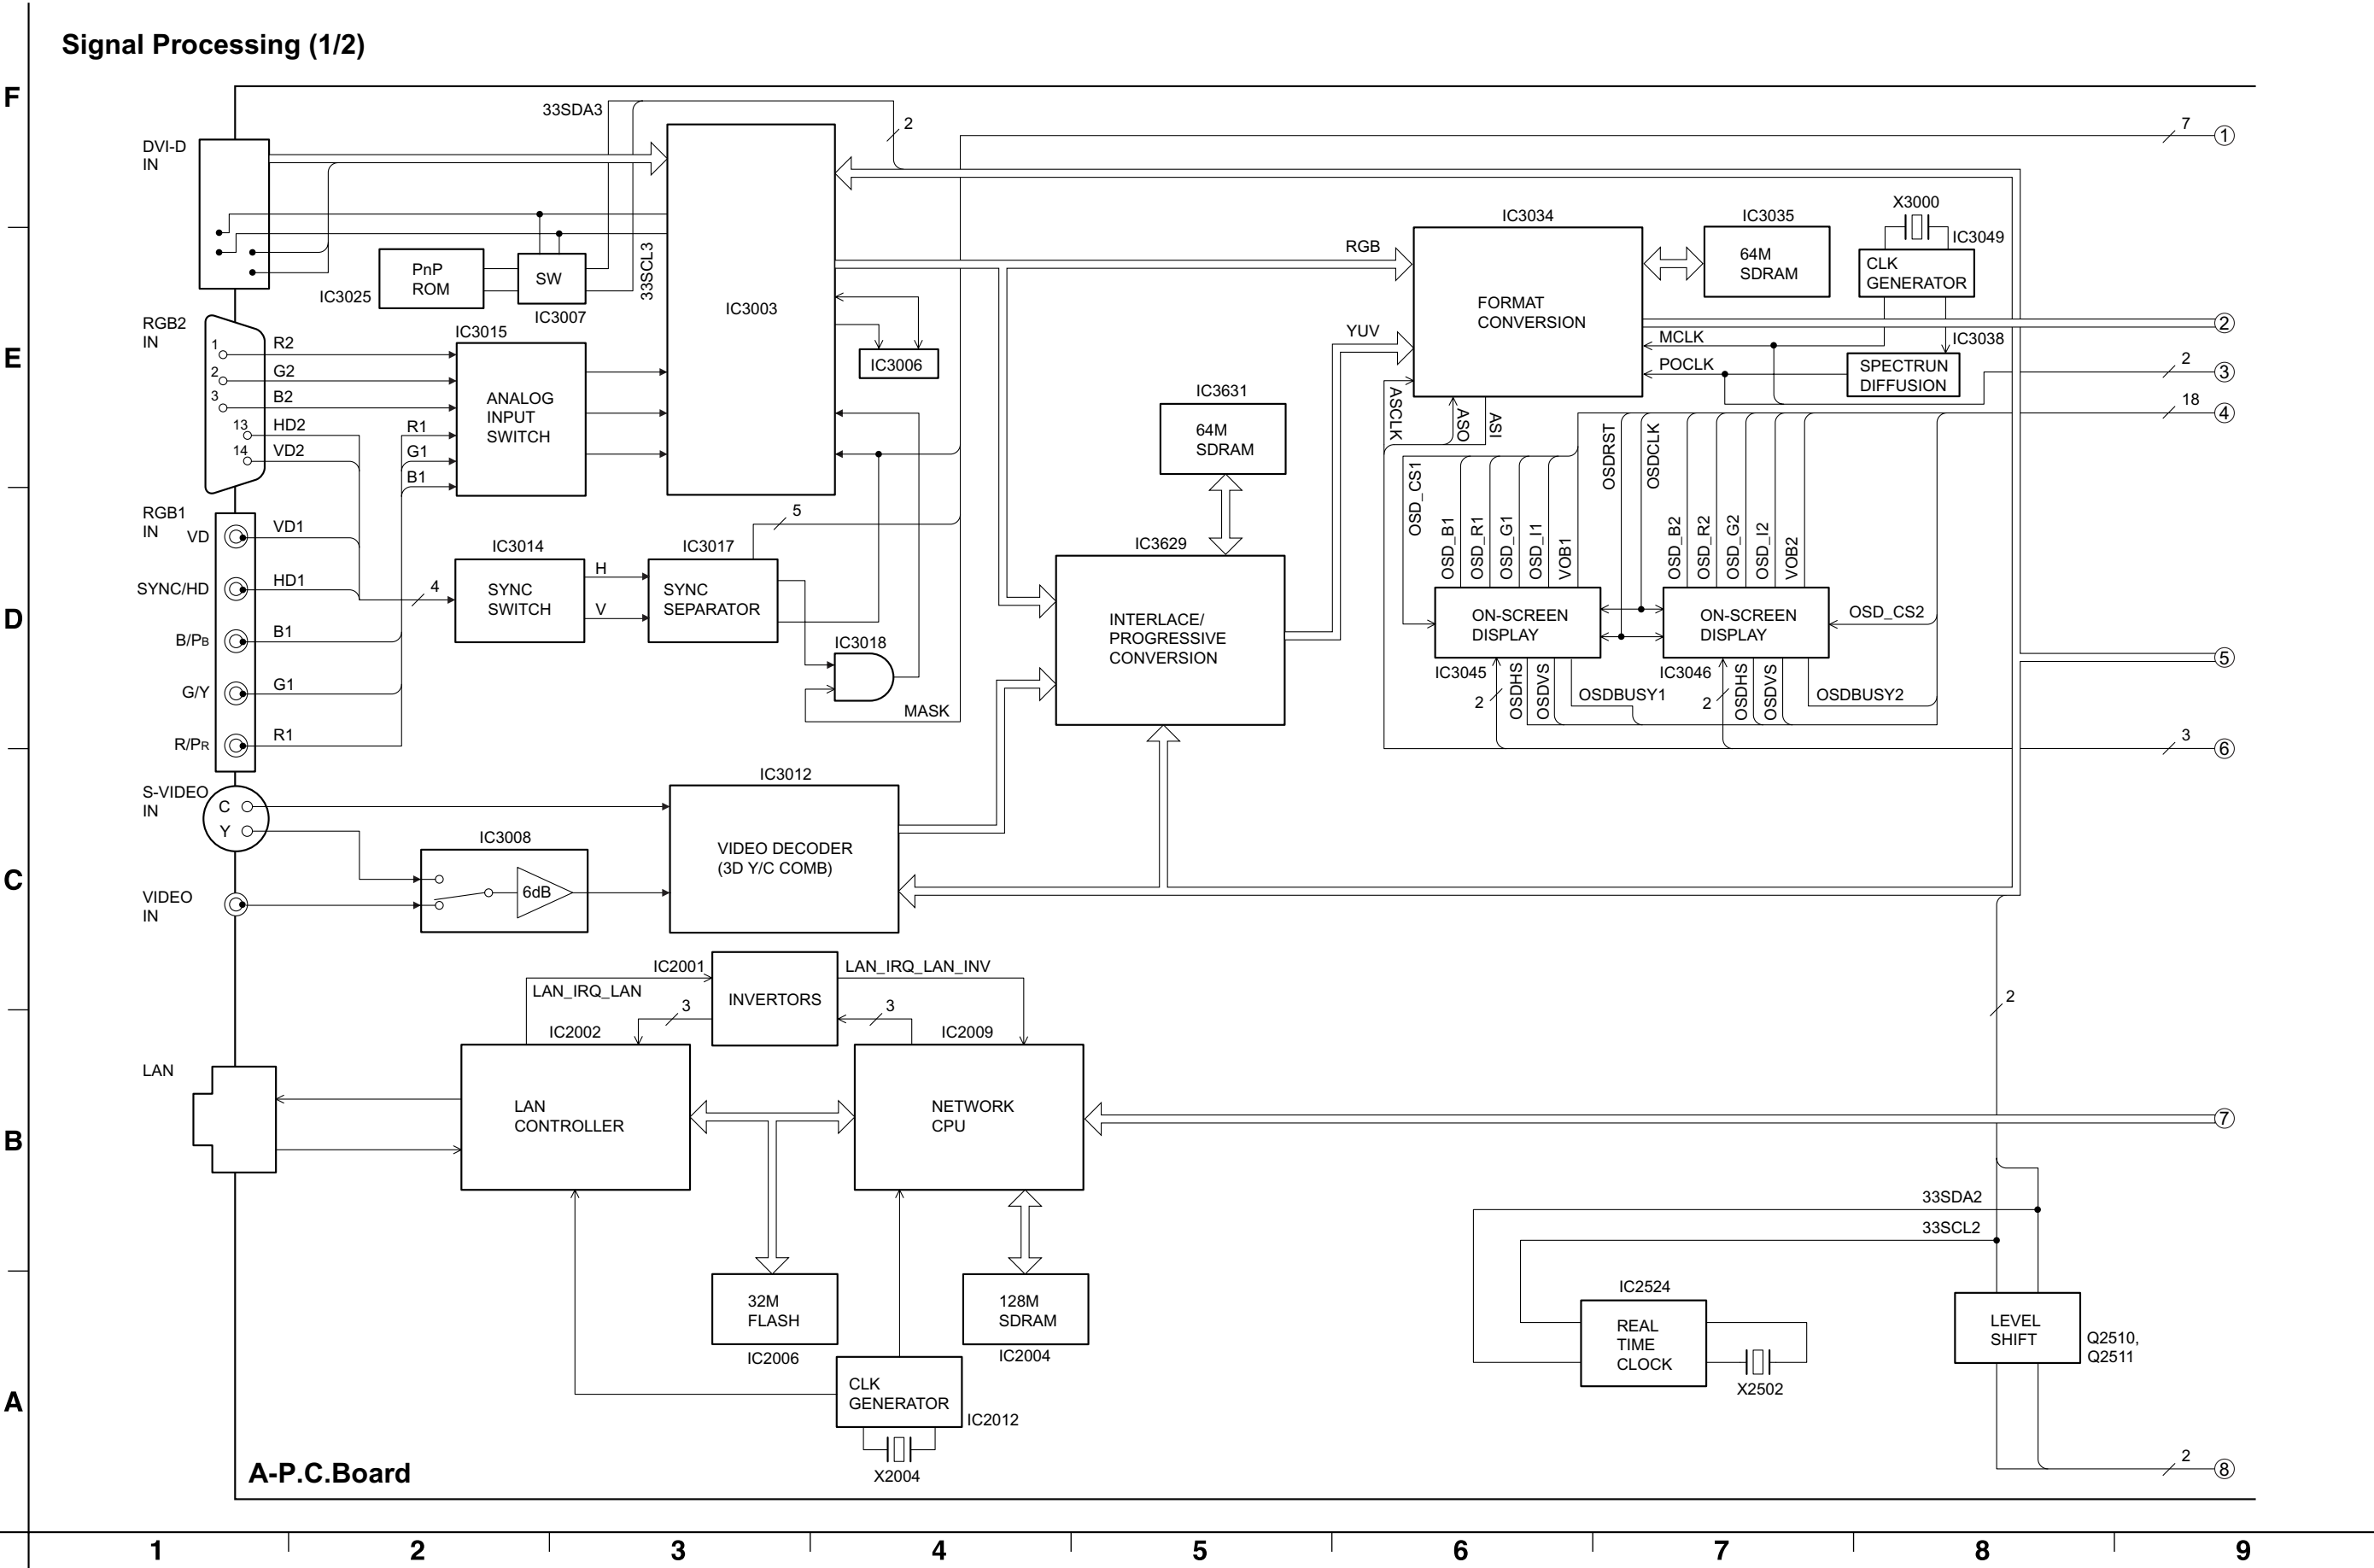 Signal Processing (1/2)
F
33SDA3
2
7
1
DVI-D
IN
X3000
IC3034
IC3035
IC3049
RGB
64M
SDRAM
CLK
GENERATOR
PnP
ROM
SW
33SCL3
IC3025
IC3007
IC3003
FORMAT
CONVERSION
RGB2
IN
IC3015
2
E
1
R2
YUV
MCLK
IC3038
2
G2
IC3006
POCLK
SPECTRUN
DIFFUSION
2
3
3
B2
ANALOG
INPUT
SWITCH
IC3631
ASCLK
ASO
ASI
18
4
13
HD2
R1
64M
SDRAM
14
VD2
G1
B1
OSD_CS1
OSDRST
OSDCLK
RGB1
IN
VD
VD1
5
OSD_B1
OSD_R1
OSD_G1
OSD_I1
VOB1
OSD_B2
OSD_R2
OSD_G2
OSD_I2
VOB2
IC3014
IC3017
IC3629
SYNC/HD
HD1
4
H
SYNC
SWITCH
V
SYNC
SEPARATOR
D
INTERLACE/
PROGRESSIVE
CONVERSION
ON-SCREEN
DISPLAY
ON-SCREEN
DISPLAY
OSD_CS2
B/PB
B1
IC3018
5
IC3045
IC3046
G/Y
G1
2
OSDHS
OSDVS
OSDBUSY1
2
OSDHS
OSDVS
OSDBUSY2
MASK
R/PR
R1
3
6
IC3012
S-VIDEO
IN
C
Y
IC3008
VIDEO DECODER
(3D Y/C COMB)
C
6dB
VIDEO
IN
IC2001
LAN_IRQ_LAN_INV
LAN_IRQ_LAN
INVERTORS
3
3
2
IC2002
IC2009
LAN
LAN
CONTROLLER
NETWORK
CPU
7
B
33SDA2
33SCL2
IC2524
32M
FLASH
128M
SDRAM
REAL
TIME
CLOCK
LEVEL
SHIFT
Q2510,
Q2511
IC2006
IC2004
X2502
CLK
GENERATOR
A
IC2012
2
8
A-P.C.Board
X2004
1
2
3
4
5
6
7
8
9